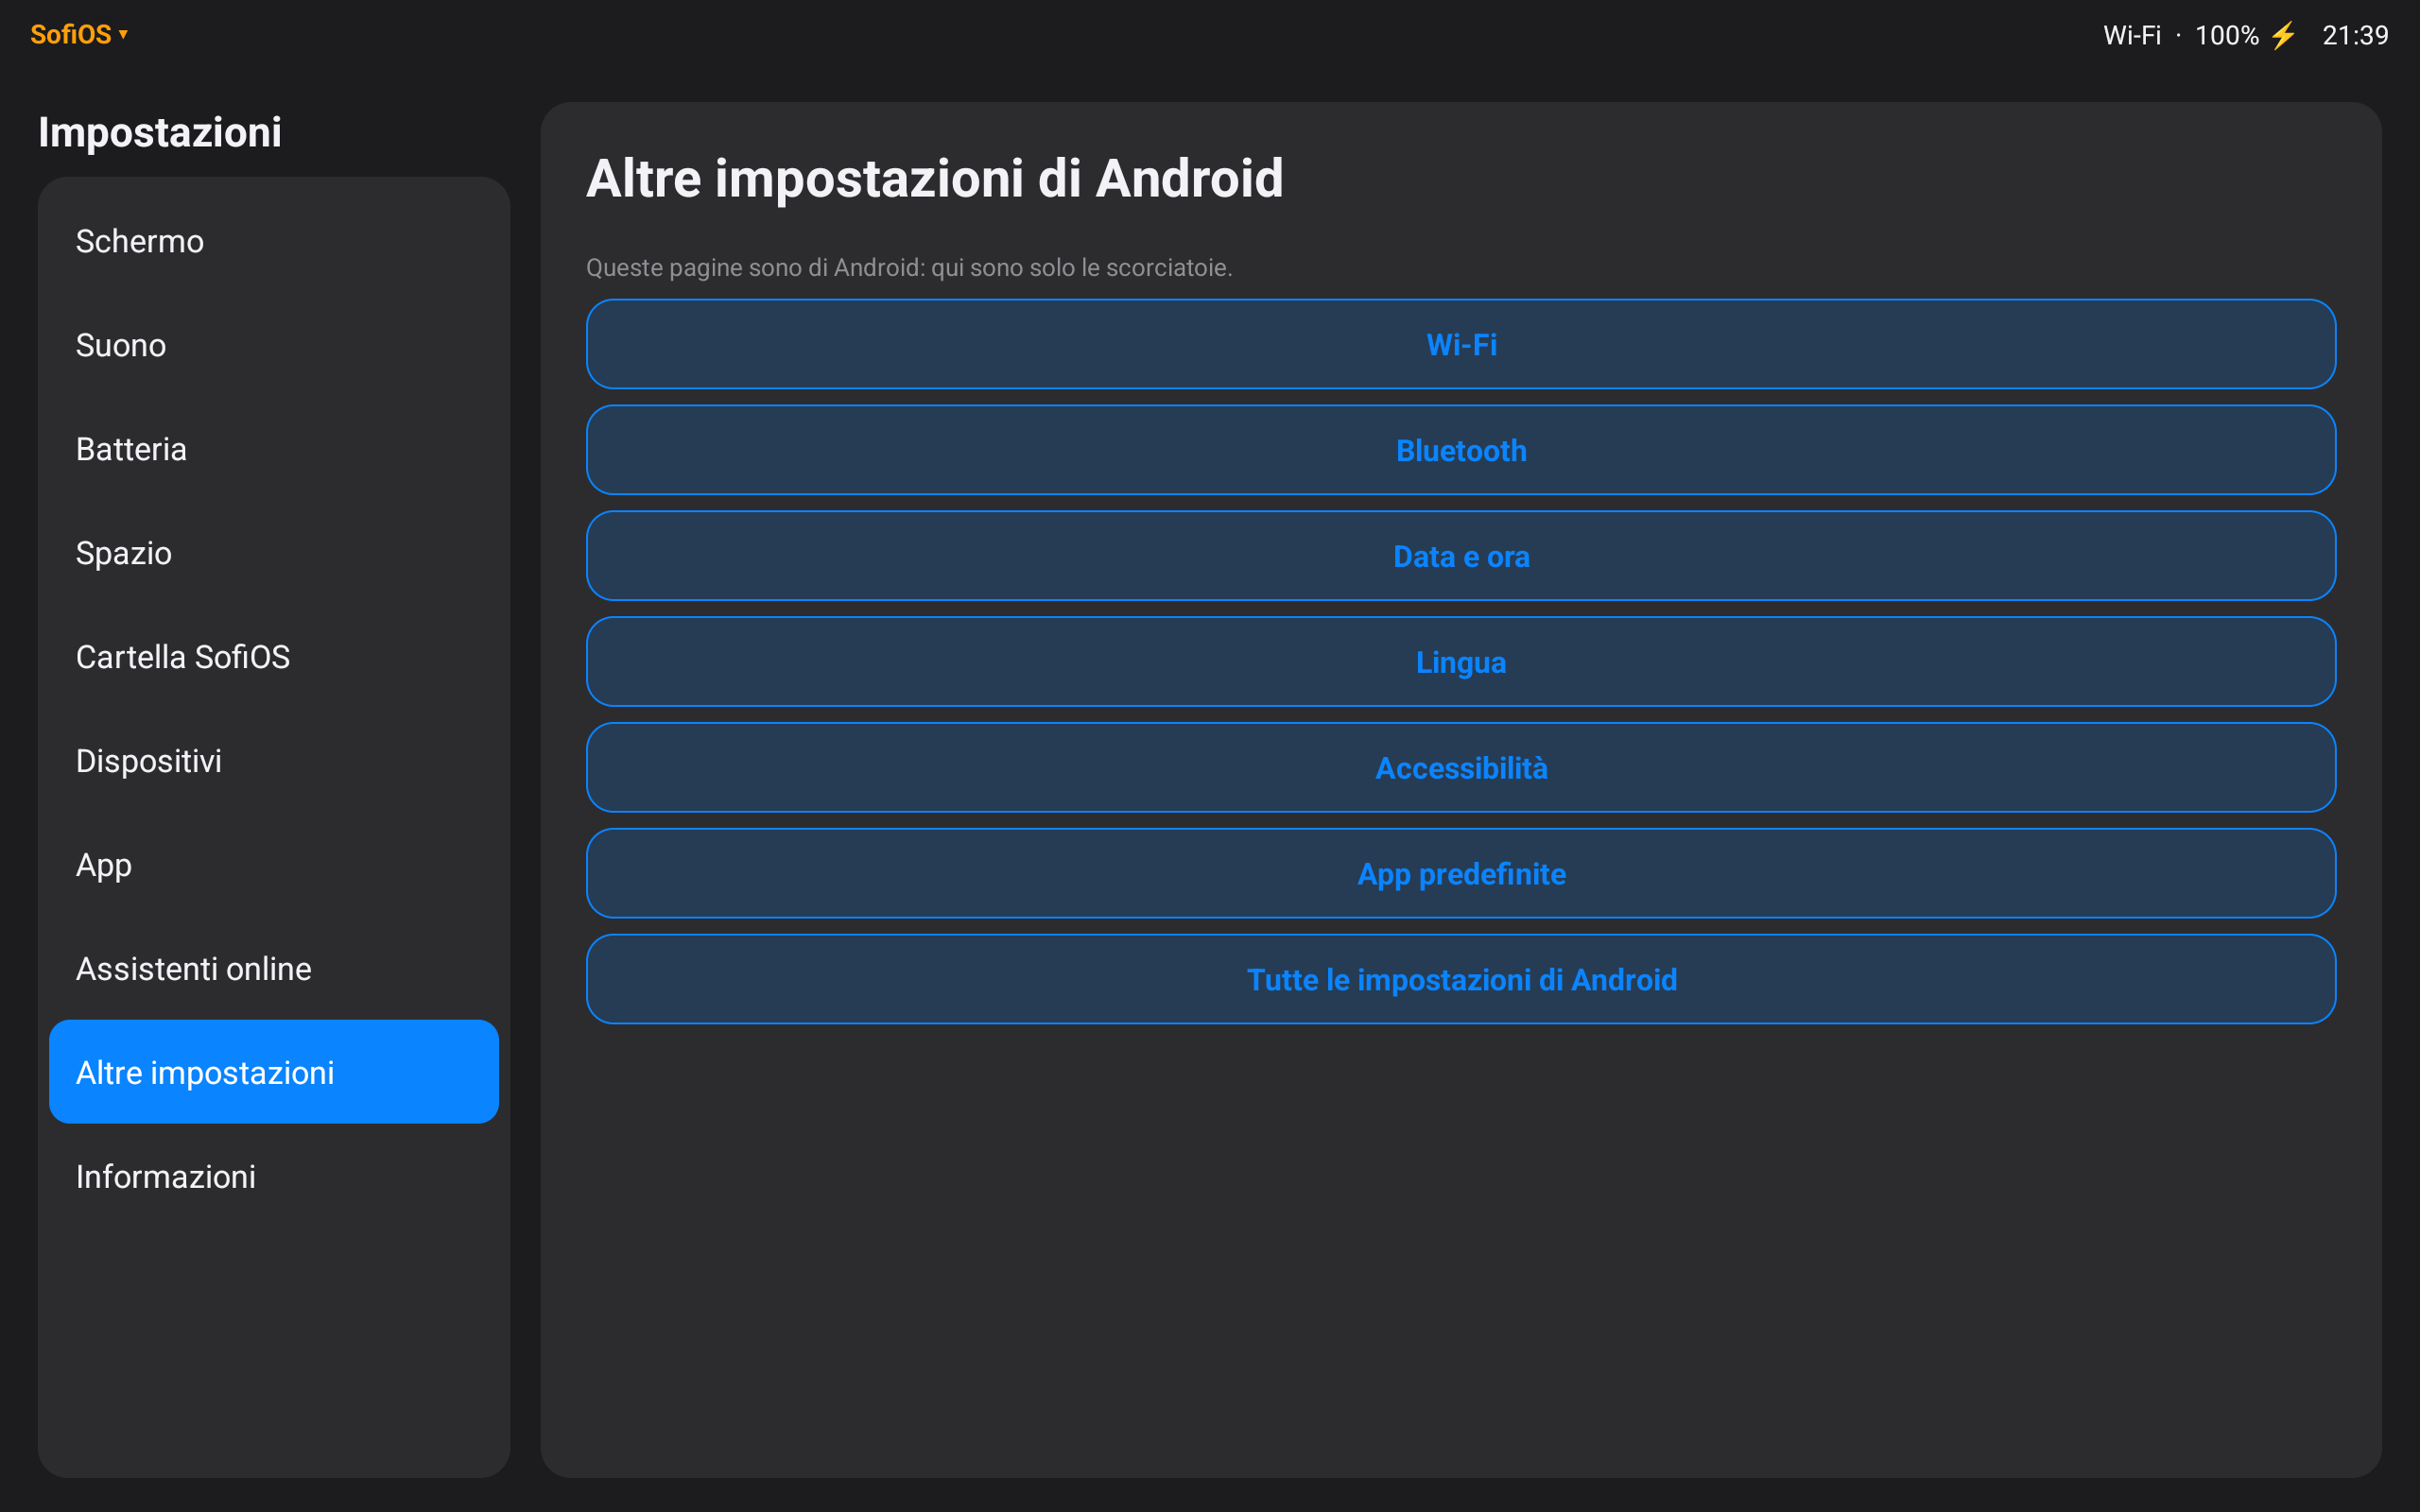 SofiOS ▾
Wi-Fi · 100% ⚡ 21:39
Impostazioni
Schermo
Suono
Batteria
Spazio
Cartella SofiOS
Dispositivi
App
Assistenti online
Altre impostazioni
Informazioni
Altre impostazioni di Android
Queste pagine sono di Android: qui sono solo le scorciatoie.
Wi-Fi
Bluetooth
Data e ora
Lingua
Accessibilità
App predefinite
Tutte le impostazioni di Android